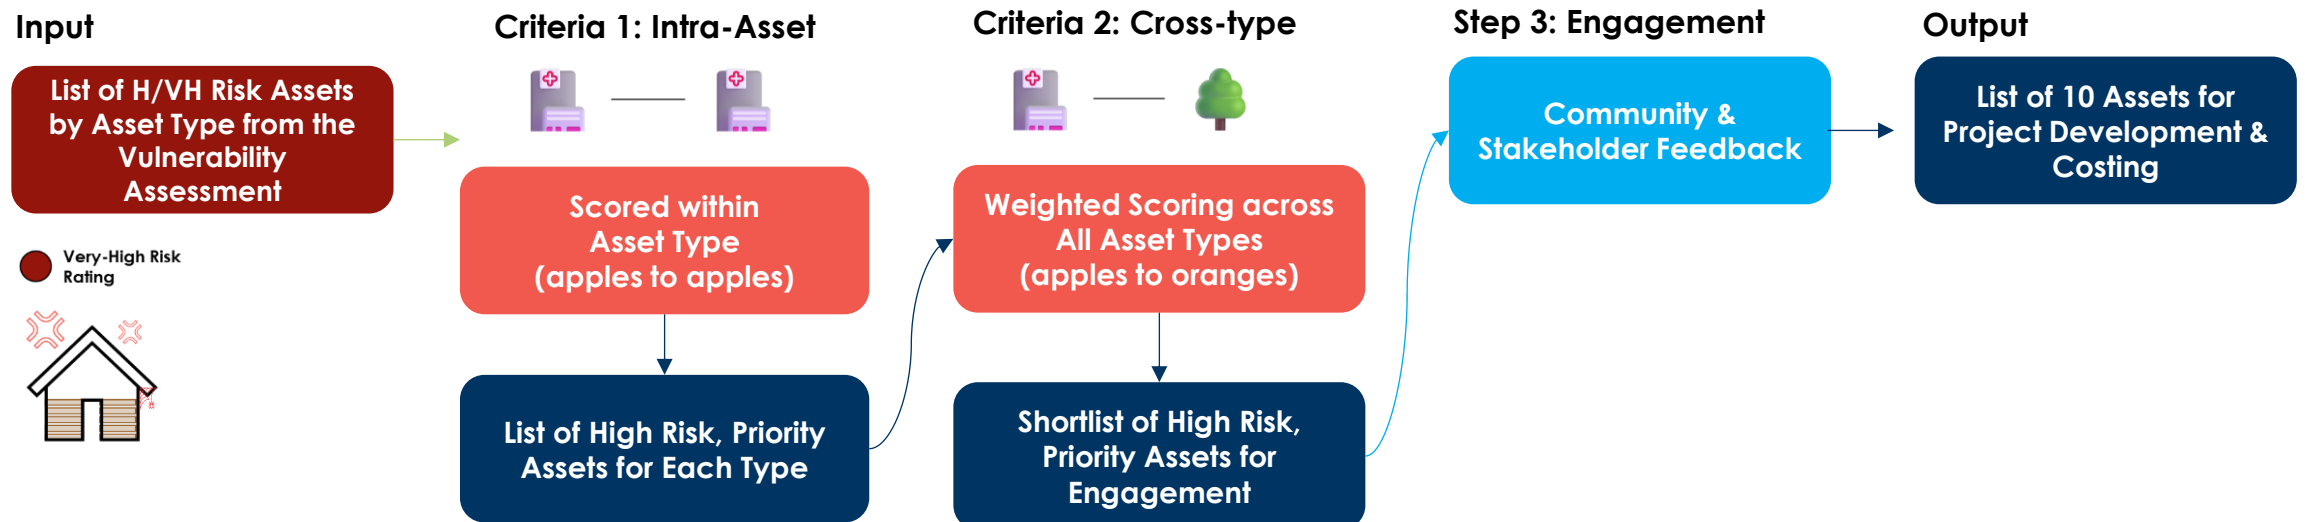 Input
List of H/VH Risk Assets
by Asset Type from the
Vulnerability
Assessment
Very-High Risk
Rating
Criteria 1: Intra-Asset
Scored within
Asset Type
(apples to apples)
List of High Risk, Priority
Assets for Each Type
Criteria 2: Cross-type
Weighted Scoring across
All Asset Types
(apples to oranges)
Shortlist of High Risk,
Priority Assets for
Engagement
Step 3: Engagement
Community &
Stakeholder Feedback
Output
List of 10 Assets for
Project Development &
Costing